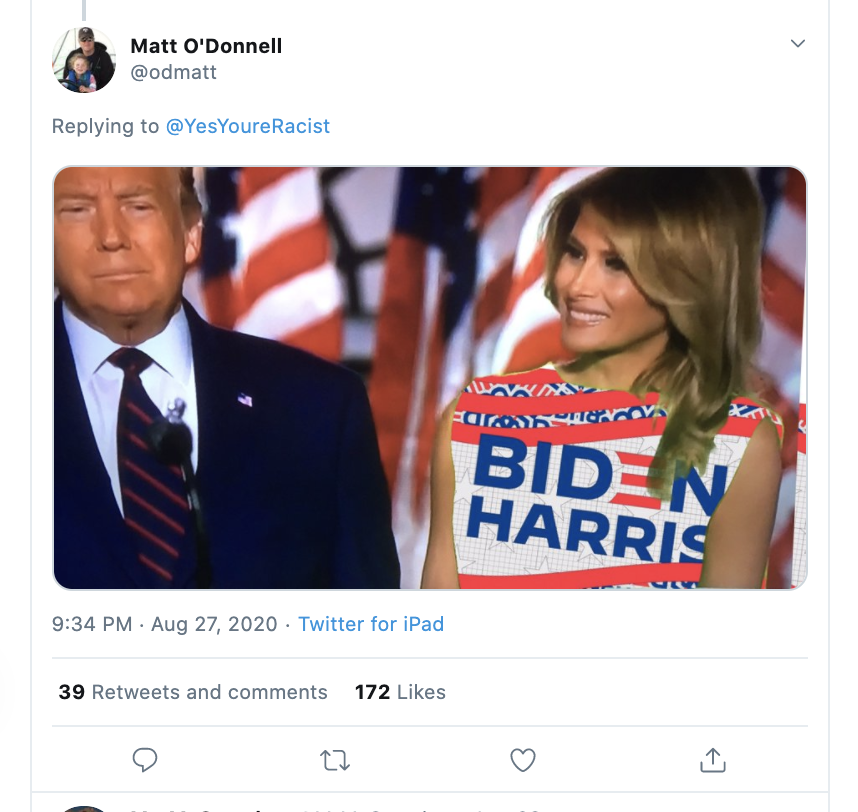 Matt O'Donnell
@odmatt
Replying to @YesYoureRacist
BIDEN
HARRIS
9:34 PM · Aug 27, 2020 · Twitter for iPad
39 Retweets and comments 172 Likes